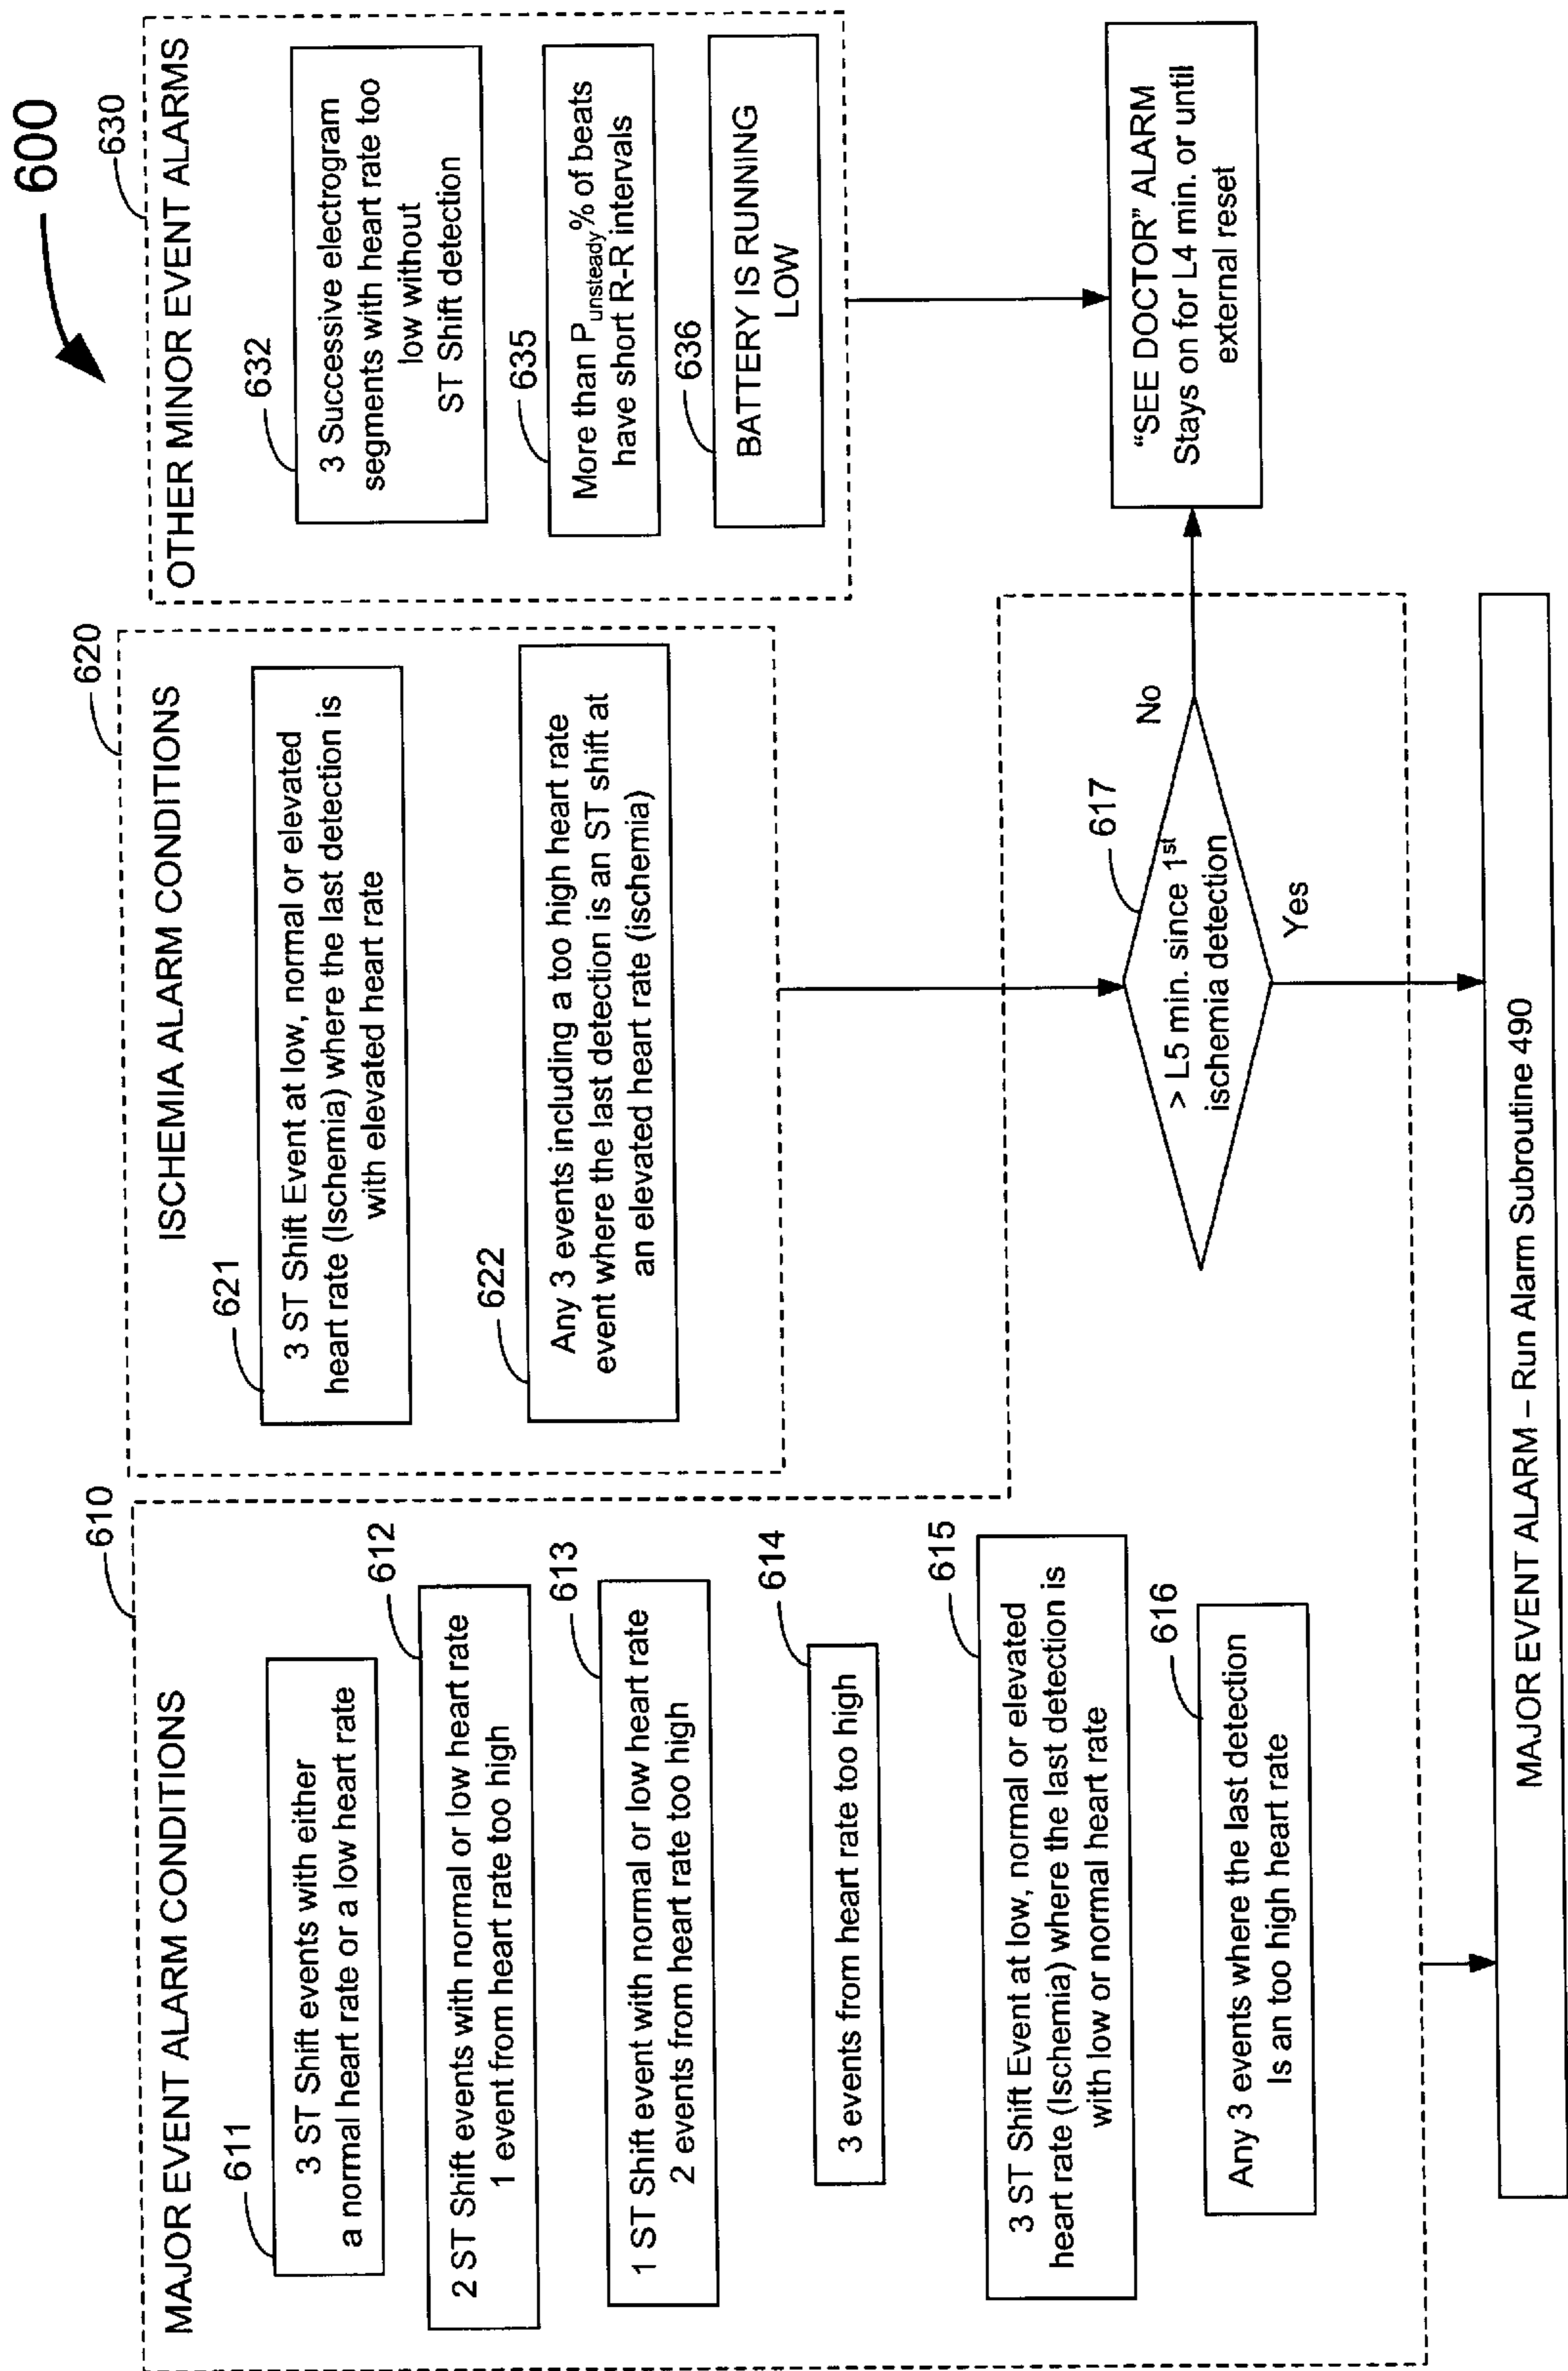 600
610
MAJOR EVENT ALARM CONDITIONS
611
3 ST Shift events with either
a normal heart rate or a low heart rate
612
2 ST Shift events with normal or low heart rate
1 event from heart rate too high
613
1 ST Shift event with normal or low heart rate
2 events from heart rate too high
614
3 events from heart rate too high
615
3 ST Shift Event at low, normal or elevated
heart rate (Ischemia) where the last detection is
with low or normal heart rate
616
Any 3 events where the last detection
Is an too high heart rate
620
ISCHEMIA ALARM CONDITIONS
621
3 ST Shift Event at low, normal or elevated
heart rate (Ischemia) where the last detection is
with elevated heart rate
622
Any 3 events including a too high heart rate
event where the last detection is an ST shift at
an elevated heart rate (ischemia)
617
> L5 min. since 1st
ischemia detection
No
Yes
630
OTHER MINOR EVENT ALARMS
632
3 Successive electrogram
segments with heart rate too
low without
ST Shift detection
635
More than Punsteady% of beats
have short R-R intervals
636
BATTERY IS RUNNING
LOW
“SEE DOCTOR” ALARM
Stays on for L4 min. or until
external reset
MAJOR EVENT ALARM – Run Alarm Subroutine 490